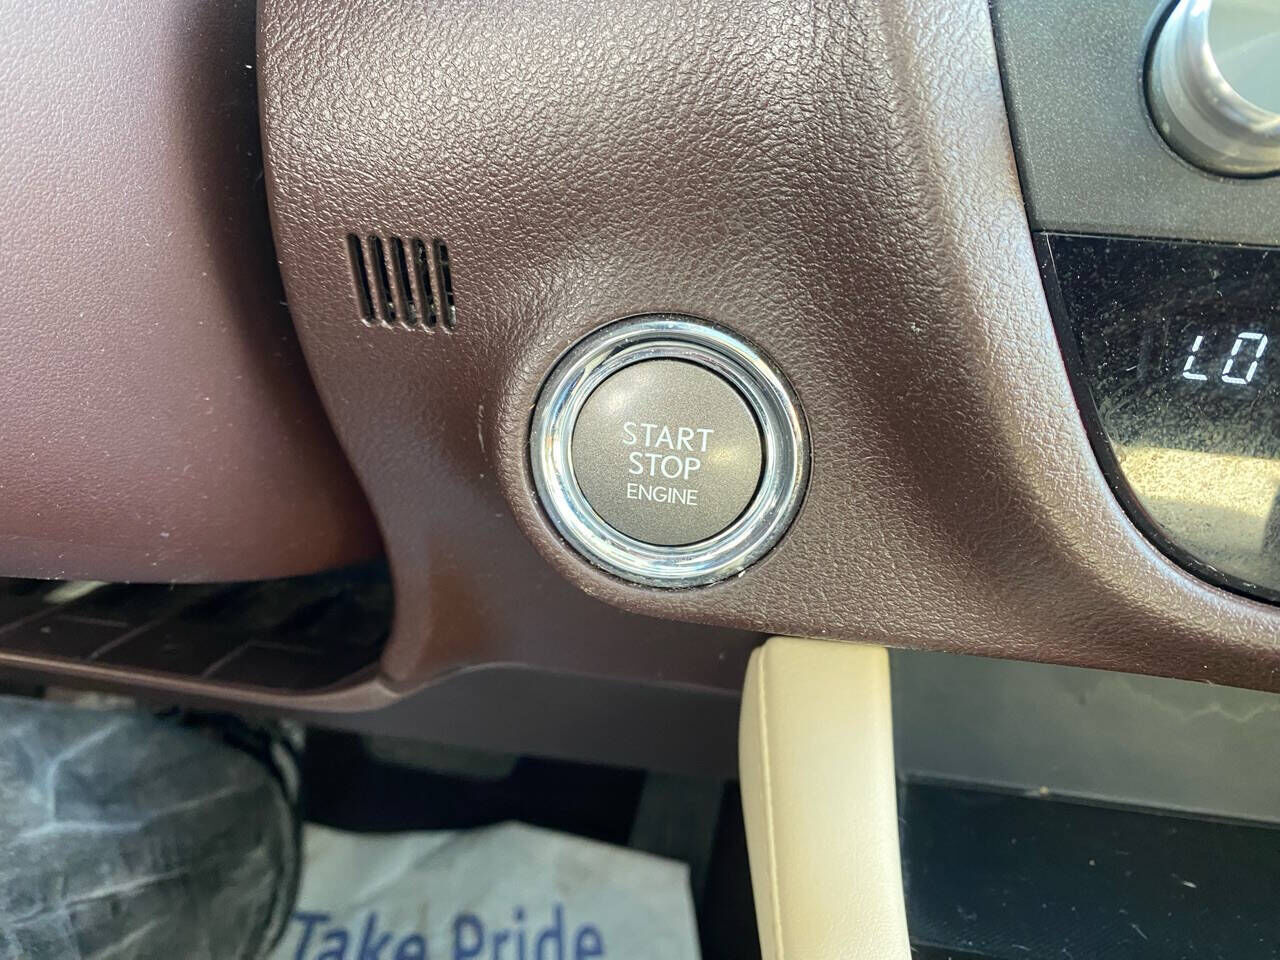 LO
START
STOP
ENGINE
Take Pride